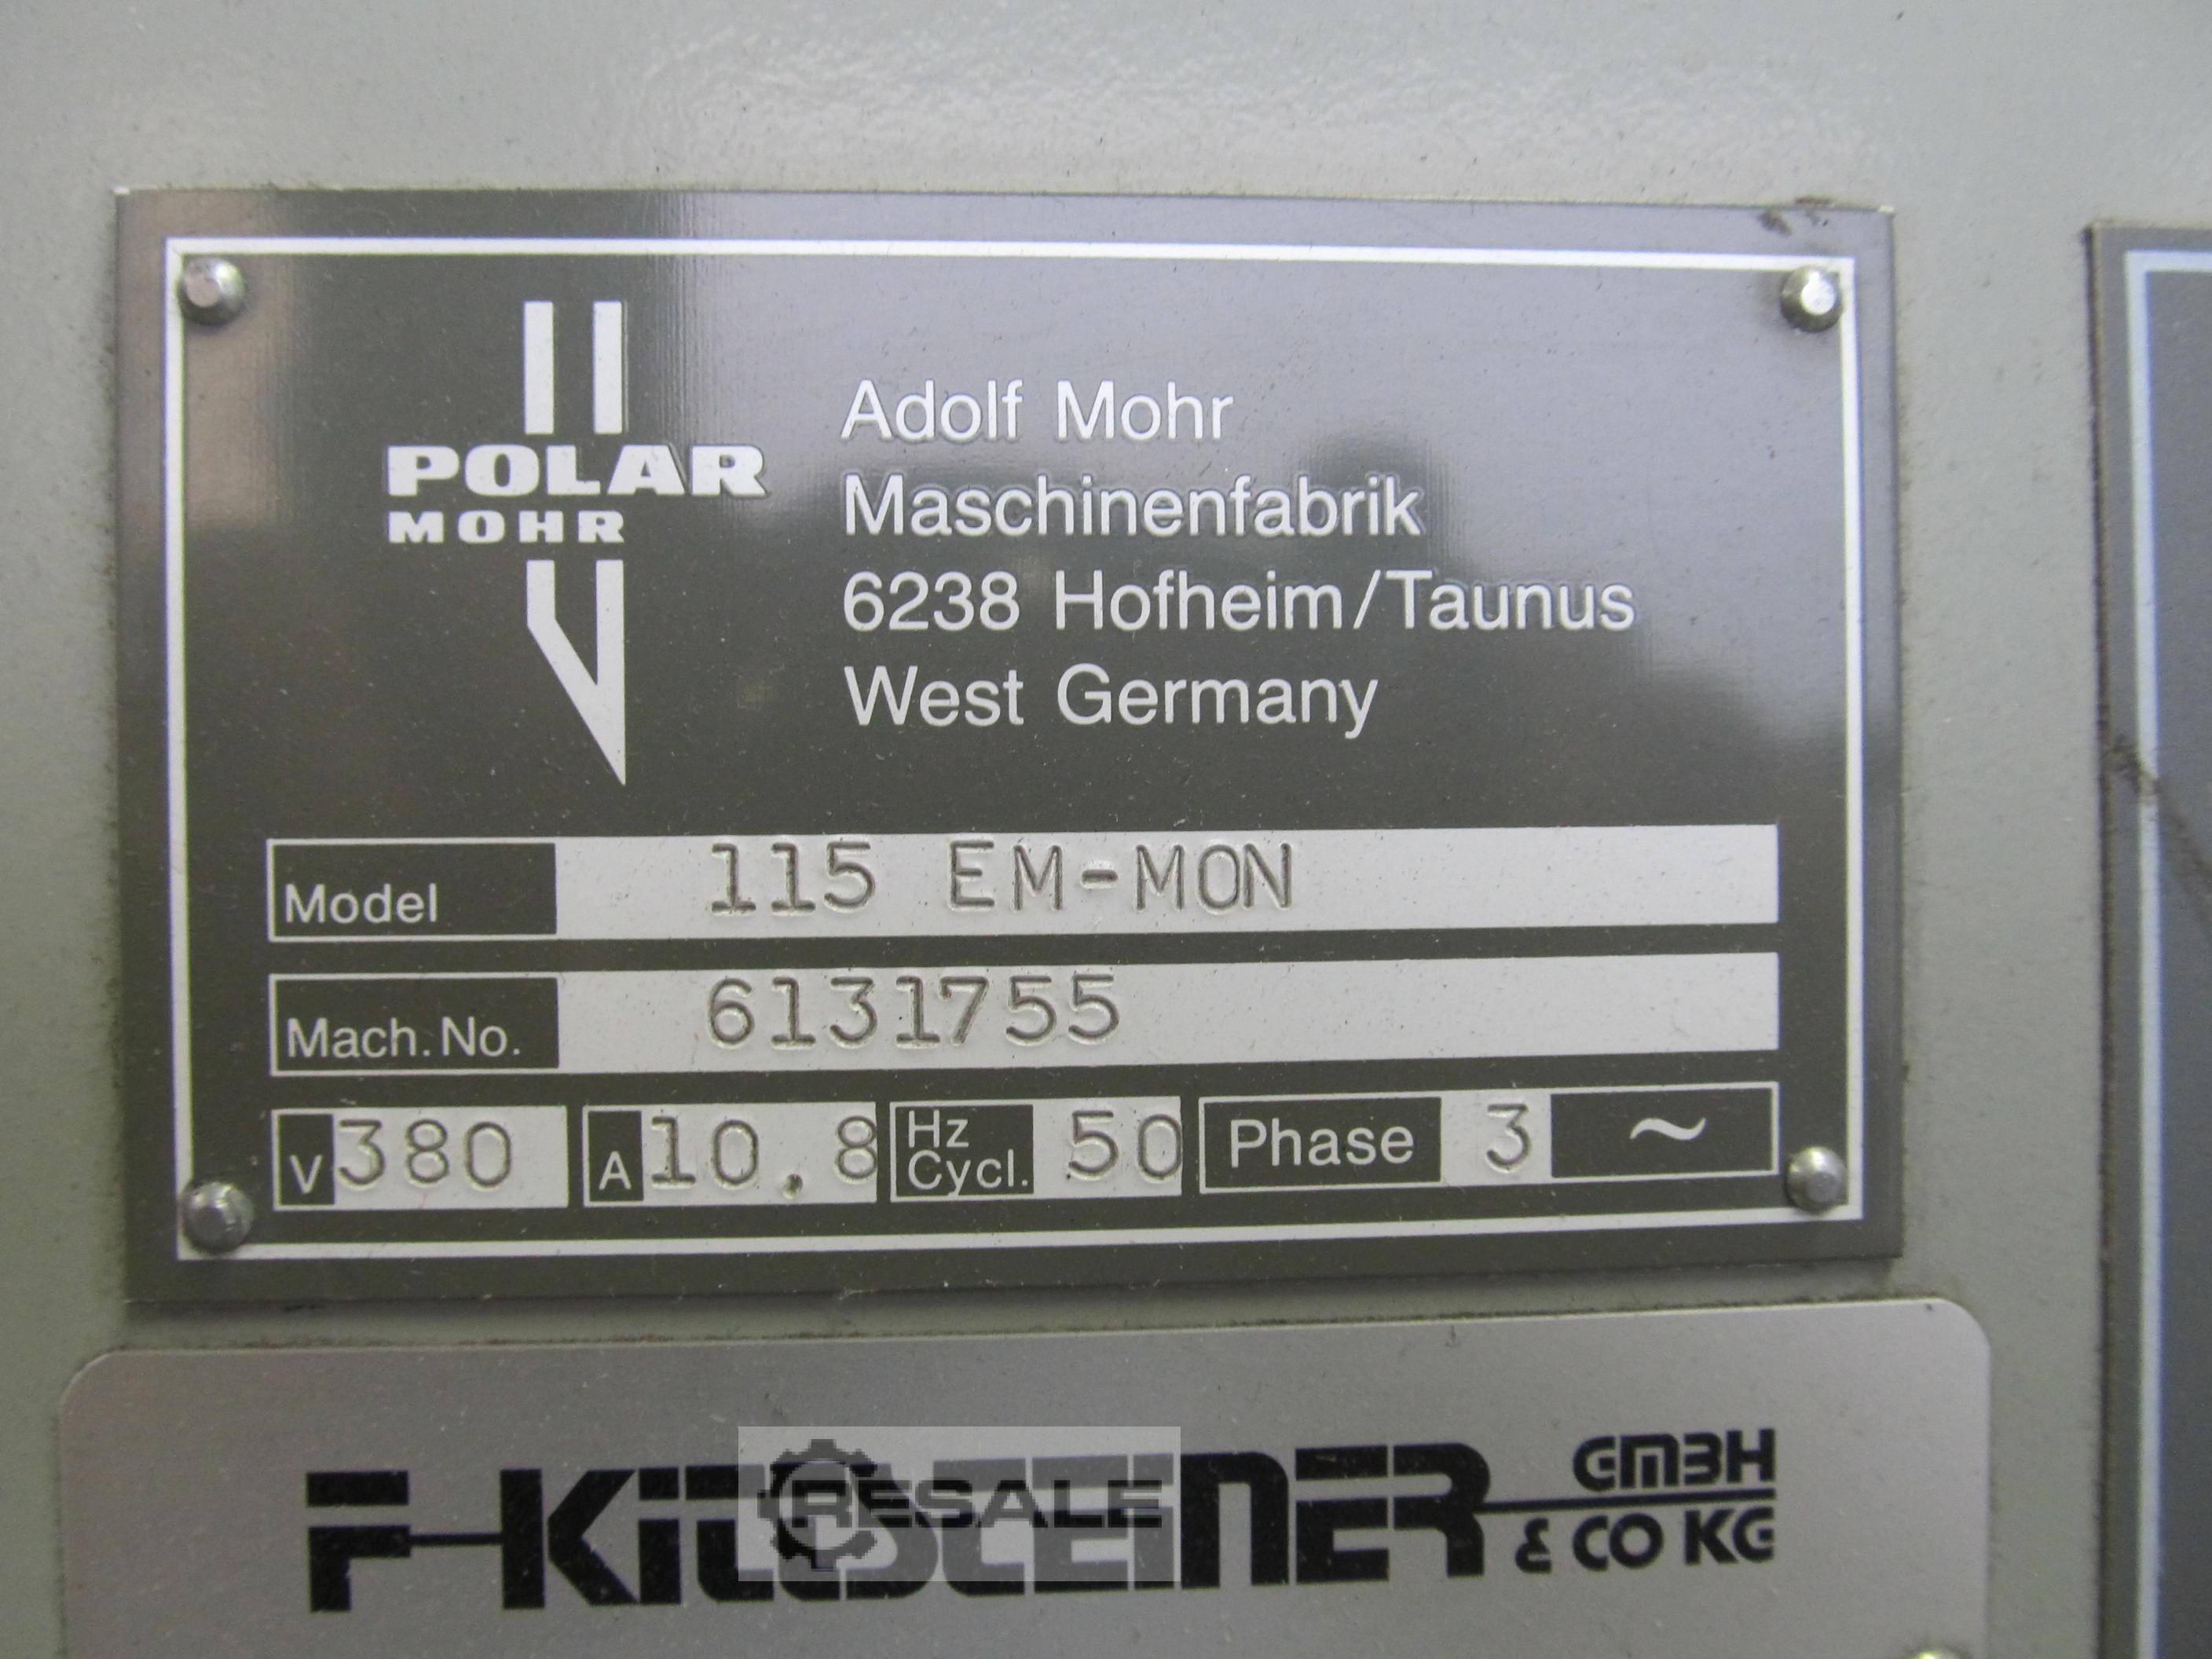 POLAR
MOHR
Adolf Mohr
Maschinenfabrik
6238 Hofheim/Taunus
West Germany
Model 115 EM-MON
Mach. No. 6131755
V 380 A 10.8 Hz Cycl. 50 Phase 3 ~
RESALE
GMBH
& CO KG